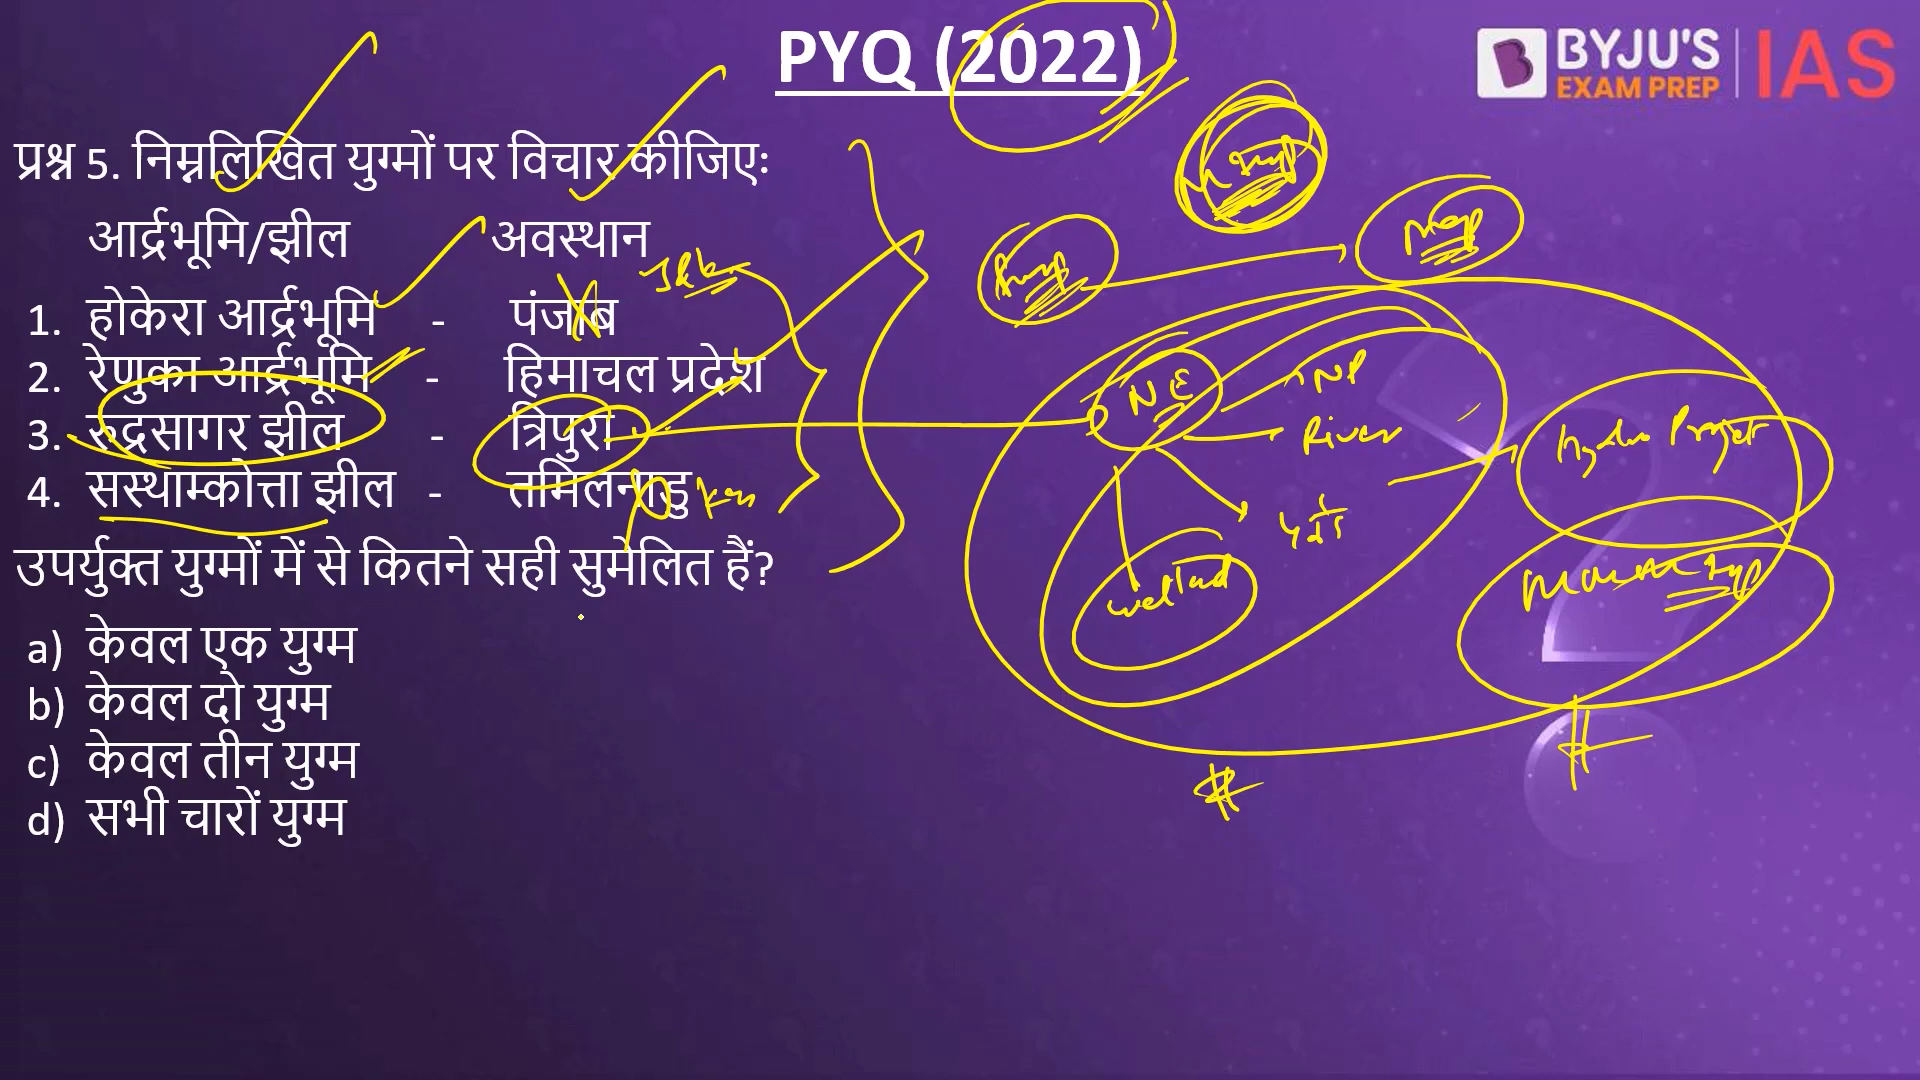 PYQ (2022)
BYJU'S
EXAM PREP
IAS
प्रश्न 5. निम्नलिखित युग्मों पर विचार कीजिएः
आर्द्रभूमि/झील अवस्थान
1. होकेरा आर्द्रभूमि - पंजाब
2. रेणुका आर्द्रभूमि - हिमाचल प्रदेश
3. रुद्रसागर झील - त्रिपुरा
4. सस्थाम्कोत्ता झील - तमिलनाडु
उपर्युक्त युग्मों में से कितने सही सुमेलित हैं?
a) केवल एक युग्म
b) केवल दो युग्म
c) केवल तीन युग्म
d) सभी चारों युग्म
J&K
Map
NE
NP
River
Hydro Project
wetland